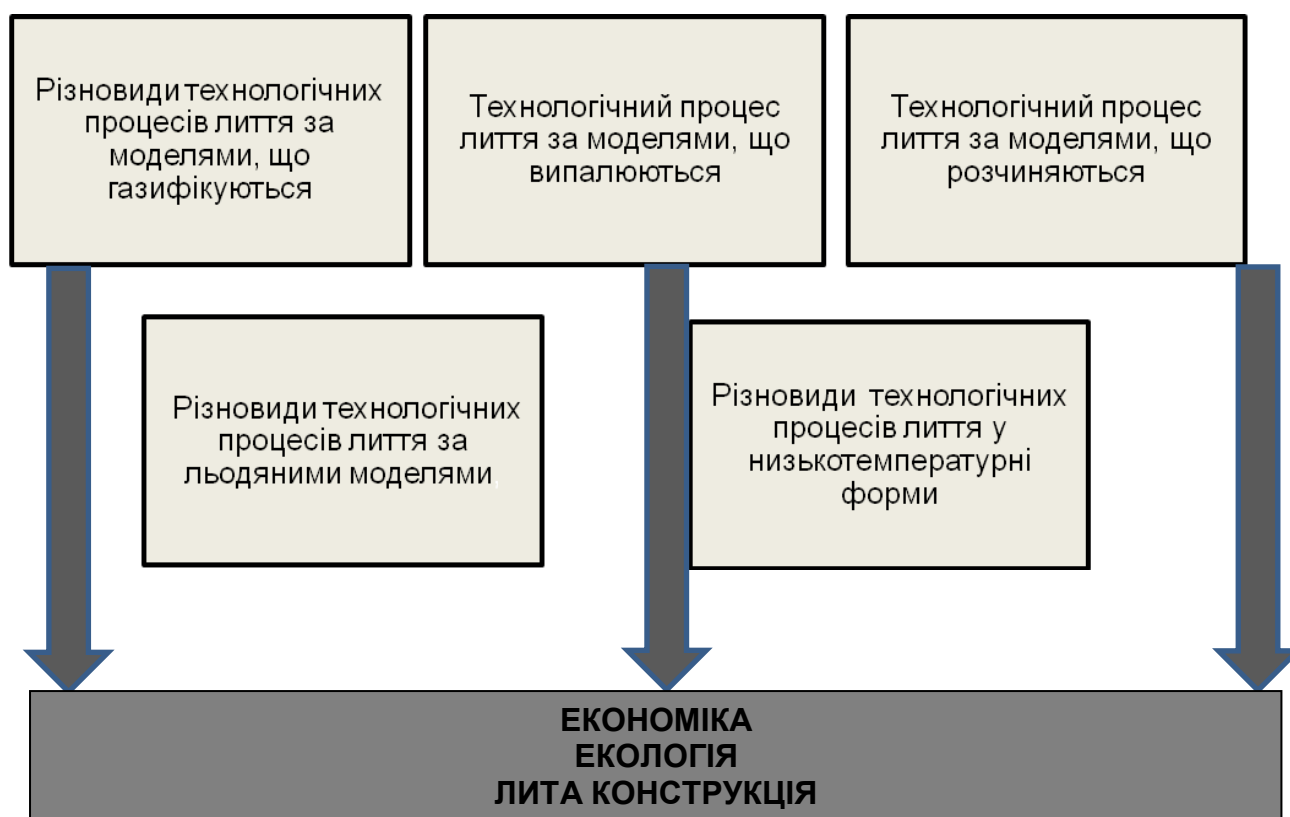 Різновиди технологічних
процесів лиття за
моделями, що
газифікуються
Технологічний процес
лиття за моделями, що
випалюються
Технологічний процес
лиття за моделями, що
розчиняються
Різновиди технологічних
процесів лиття за
льодяними моделями,
Різновиди технологічних
процесів лиття у
низькотемпературні
форми
ЕКОНОМІКА
ЕКОЛОГІЯ
ЛИТА КОНСТРУКЦІЯ